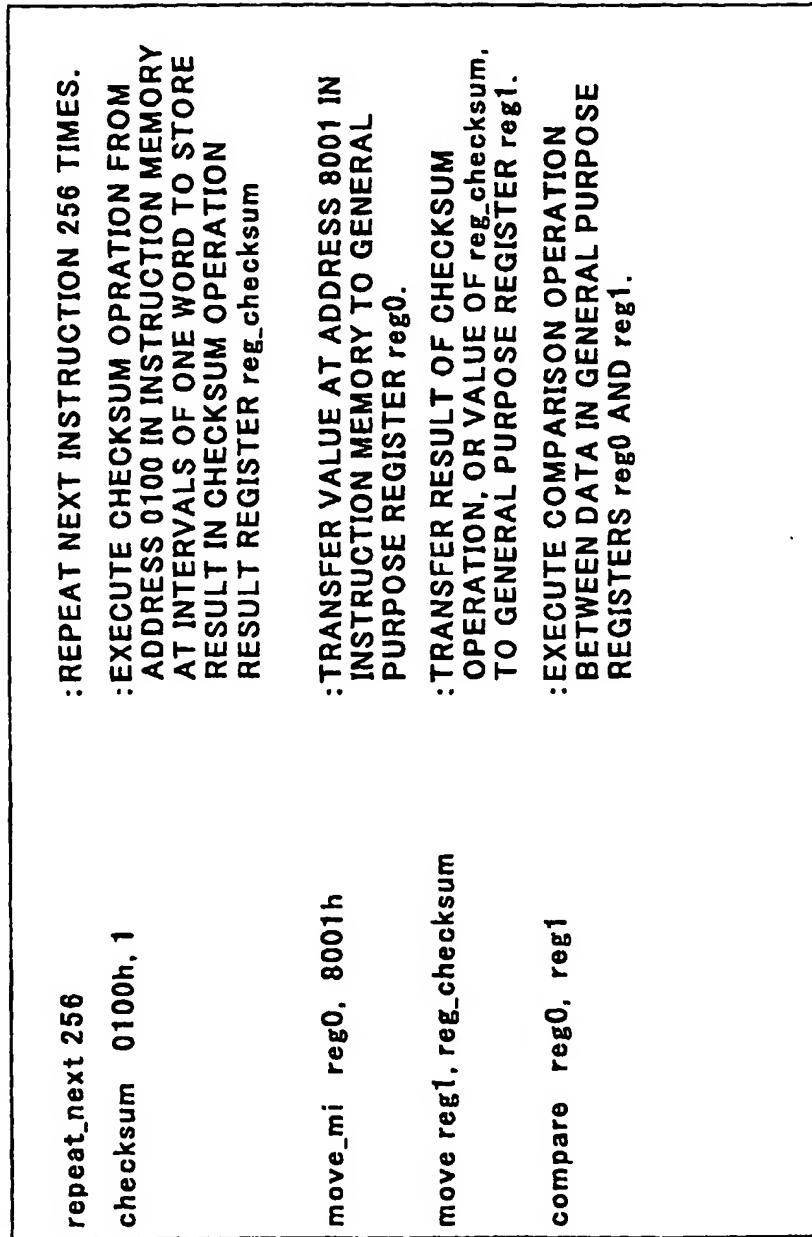 repeat_next 256 :REPEAT NEXT INSTRUCTION 256 TIMES.
checksum 0100h, 1 :EXECUTE CHECKSUM OPRATION FROM
ADDRESS 0100 IN INSTRUCTION MEMORY
AT INTERVALS OF ONE WORD TO STORE
RESULT IN CHECKSUM OPERATION
RESULT REGISTER reg_checksum
move_mi reg0, 8001h :TRANSFER VALUE AT ADDRESS 8001 IN
INSTRUCTION MEMORY TO GENERAL
PURPOSE REGISTER reg0.
move reg1, reg_checksum :TRANSFER RESULT OF CHECKSUM
OPERATION, OR VALUE OF reg_checksum,
TO GENERAL PURPOSE REGISTER reg1.
compare reg0, reg1 :EXECUTE COMPARISON OPERATION
BETWEEN DATA IN GENERAL PURPOSE
REGISTERS reg0 AND reg1.